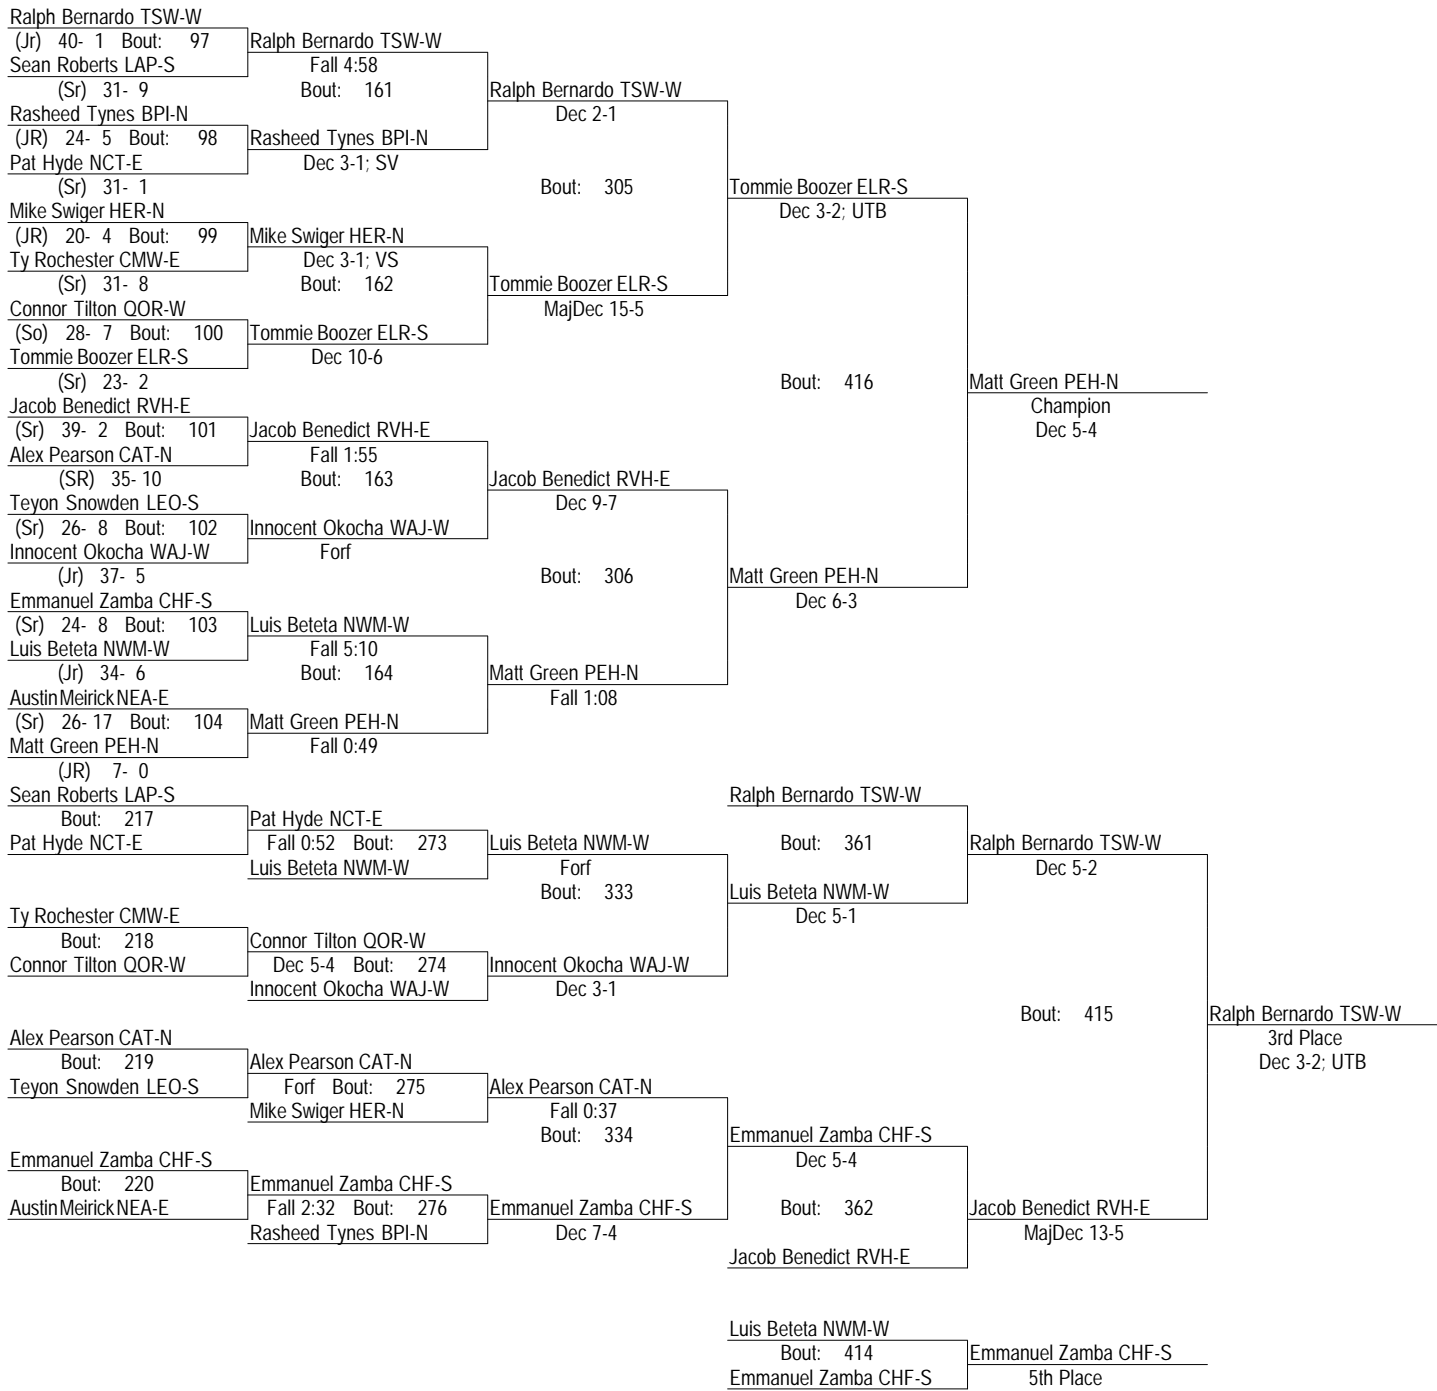 Ralph Bernardo TSW-W
(Jr) 40- 1 Bout: 97 Ralph Bernardo TSW-W
Sean Roberts LAP-S Fall 4:58
(Sr) 31- 9 Bout: 161 Ralph Bernardo TSW-W
Rasheed Tynes BPI-N Dec 2-1
(JR) 24- 5 Bout: 98 Rasheed Tynes BPI-N
Pat Hyde NCT-E Dec 3-1; SV
(Sr) 31- 1 Bout: 305 Tommie Boozer ELR-S
Mike Swiger HER-N Dec 3-2; UTB
(JR) 20- 4 Bout: 99 Mike Swiger HER-N
Ty Rochester CMW-E Dec 3-1; VS
(Sr) 31- 8 Bout: 162 Tommie Boozer ELR-S
Connor Tilton QOR-W MajDec 15-5
(So) 28- 7 Bout: 100 Tommie Boozer ELR-S
Tommie Boozer ELR-S Dec 10-6
(Sr) 23- 2 Bout: 416 Matt Green PEH-N
Jacob Benedict RVH-E Champion
(Sr) 39- 2 Bout: 101 Jacob Benedict RVH-E Dec 5-4
Alex Pearson CAT-N Fall 1:55
(SR) 35- 10 Bout: 163 Jacob Benedict RVH-E
Teyon Snowden LEO-S Dec 9-7
(Sr) 26- 8 Bout: 102 Innocent Okocha WAJ-W
Innocent Okocha WAJ-W Forf
(Jr) 37- 5 Bout: 306 Matt Green PEH-N
Emmanuel Zamba CHF-S Dec 6-3
(Sr) 24- 8 Bout: 103 Luis Beteta NWM-W
Luis Beteta NWM-W Fall 5:10
(Jr) 34- 6 Bout: 164 Matt Green PEH-N
Austin Meirick NEA-E Fall 1:08
(Sr) 26- 17 Bout: 104 Matt Green PEH-N
Matt Green PEH-N Fall 0:49
(JR) 7- 0
Sean Roberts LAP-S Ralph Bernardo TSW-W
Bout: 217 Pat Hyde NCT-E
Pat Hyde NCT-E Fall 0:52 Bout: 273 Luis Beteta NWM-W Bout: 361 Ralph Bernardo TSW-W
Luis Beteta NWM-W Forf Dec 5-2
Bout: 333 Luis Beteta NWM-W
Ty Rochester CMW-E Dec 5-1
Bout: 218 Connor Tilton QOR-W
Connor Tilton QOR-W Dec 5-4 Bout: 274 Innocent Okocha WAJ-W
Innocent Okocha WAJ-W Dec 3-1
Bout: 415 Ralph Bernardo TSW-W
Alex Pearson CAT-N 3rd Place
Bout: 219 Alex Pearson CAT-N Dec 3-2; UTB
Teyon Snowden LEO-S Forf Bout: 275 Alex Pearson CAT-N
Mike Swiger HER-N Fall 0:37
Bout: 334 Emmanuel Zamba CHF-S
Emmanuel Zamba CHF-S Dec 5-4
Bout: 220 Emmanuel Zamba CHF-S
Austin Meirick NEA-E Fall 2:32 Bout: 276 Emmanuel Zamba CHF-S Bout: 362 Jacob Benedict RVH-E
Rasheed Tynes BPI-N Dec 7-4 MajDec 13-5
Jacob Benedict RVH-E
Luis Beteta NWM-W
Bout: 414 Emmanuel Zamba CHF-S
Emmanuel Zamba CHF-S 5th Place